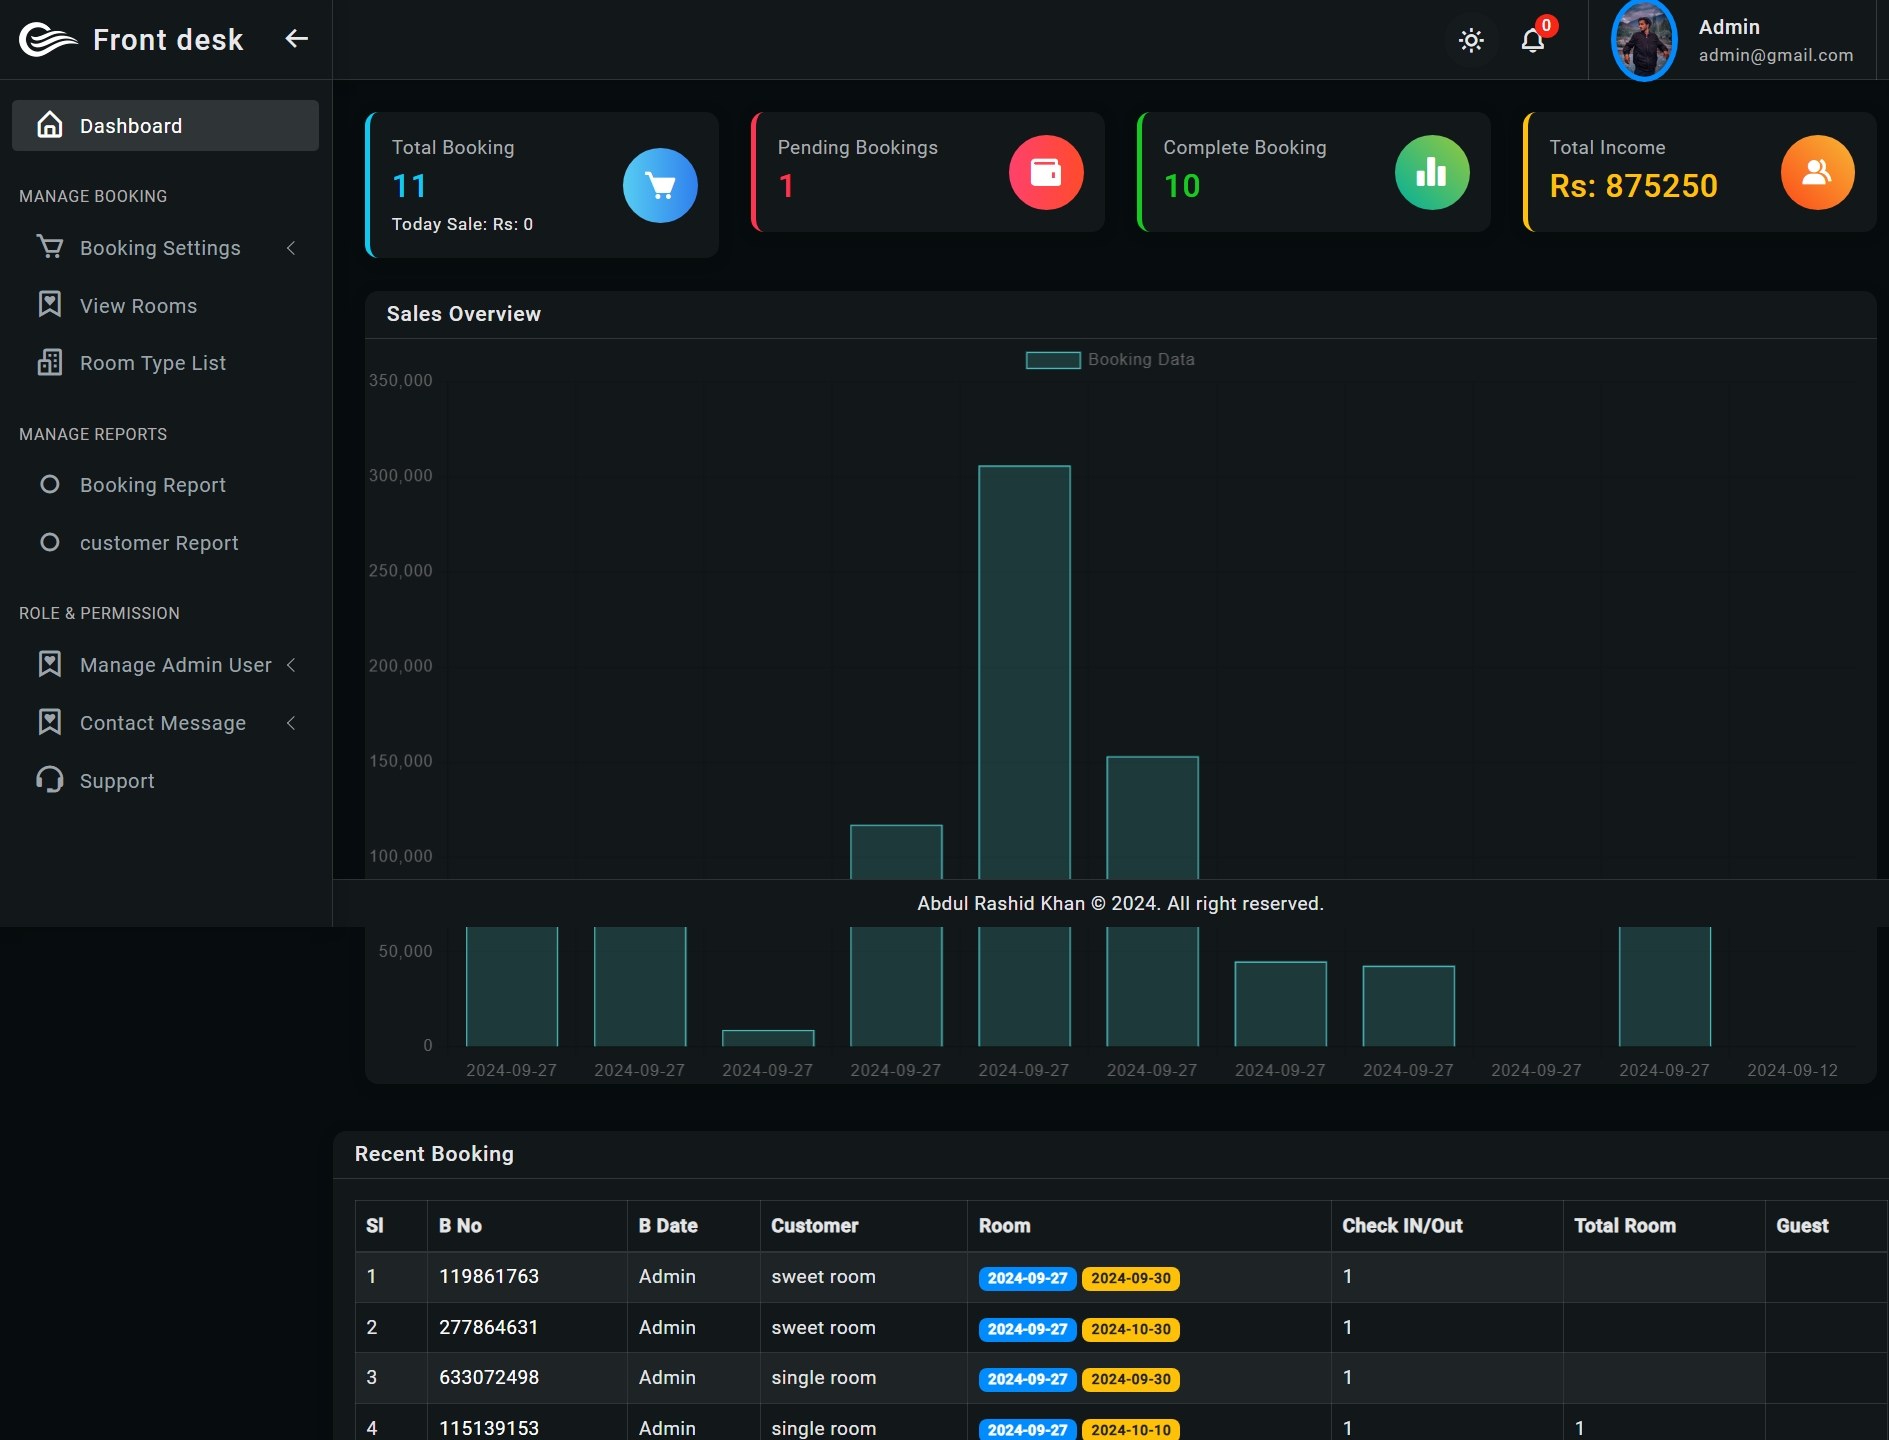 Front desk
0
Admin
admin@gmail.com
Dashboard
MANAGE BOOKING
Booking Settings
View Rooms
Room Type List
MANAGE REPORTS
Booking Report
customer Report
ROLE & PERMISSION
Manage Admin User
Contact Message
Support
Total Booking
11
Today Sale: Rs: 0
Pending Bookings
1
Complete Booking
10
Total Income
Rs: 875250
Sales Overview
Booking Data
350,000
300,000
250,000
200,000
150,000
100,000
Abdul Rashid Khan © 2024. All right reserved.
50,000
0
2024-09-27 2024-09-27 2024-09-27 2024-09-27 2024-09-27 2024-09-27 2024-09-27 2024-09-27 2024-09-27 2024-09-27 2024-09-12
Recent Booking
Sl B No B Date Customer Room Check IN/Out Total Room Guest
1 119861763 Admin sweet room 2024-09-27 2024-09-30 1
2 277864631 Admin sweet room 2024-09-27 2024-10-30 1
3 633072498 Admin single room 2024-09-27 2024-09-30 1
4 115139153 Admin single room 2024-09-27 2024-10-10 1 1